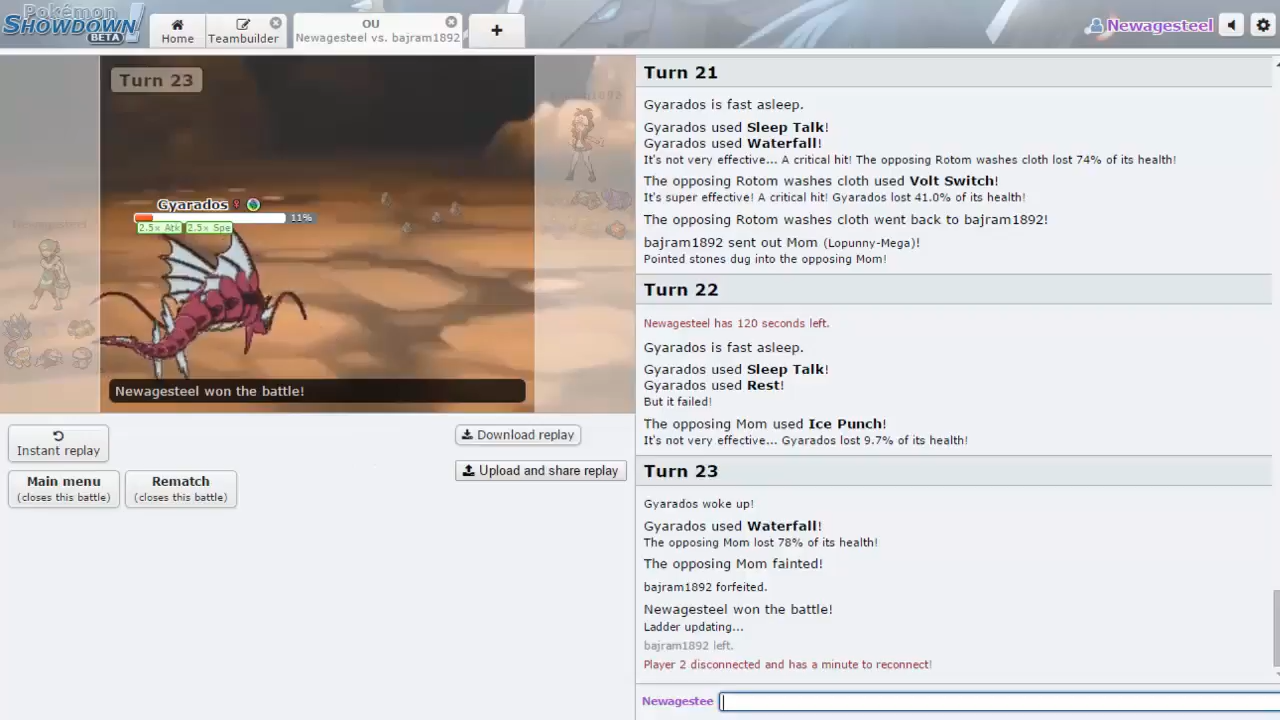 Pokémon
SHOWDOWN!
BETA
Home
Teambuilder
OU
Newagesteel vs. bajram1892
+
Newagesteel
Turn 23
Gyarados
11%
2.5× Atk 2.5× Spe
Newagesteel won the battle!
Instant replay
Download replay
Upload and share replay
Main menu
(closes this battle)
Rematch
(closes this battle)
Turn 21
Gyarados is fast asleep.
Gyarados used Sleep Talk!
Gyarados used Waterfall!
It's not very effective... A critical hit! The opposing Rotom washes cloth lost 74% of its health!
The opposing Rotom washes cloth used Volt Switch!
It's super effective! A critical hit! Gyarados lost 41.0% of its health!
The opposing Rotom washes cloth went back to bajram1892!
bajram1892 sent out Mom (Lopunny-Mega)!
Pointed stones dug into the opposing Mom!
Turn 22
Newagesteel has 120 seconds left.
Gyarados is fast asleep.
Gyarados used Sleep Talk!
Gyarados used Rest!
But it failed!
The opposing Mom used Ice Punch!
It's not very effective... Gyarados lost 9.7% of its health!
Turn 23
Gyarados woke up!
Gyarados used Waterfall!
The opposing Mom lost 78% of its health!
The opposing Mom fainted!
bajram1892 forfeited.
Newagesteel won the battle!
Ladder updating...
bajram1892 left.
Player 2 disconnected and has a minute to reconnect!
Newagestee